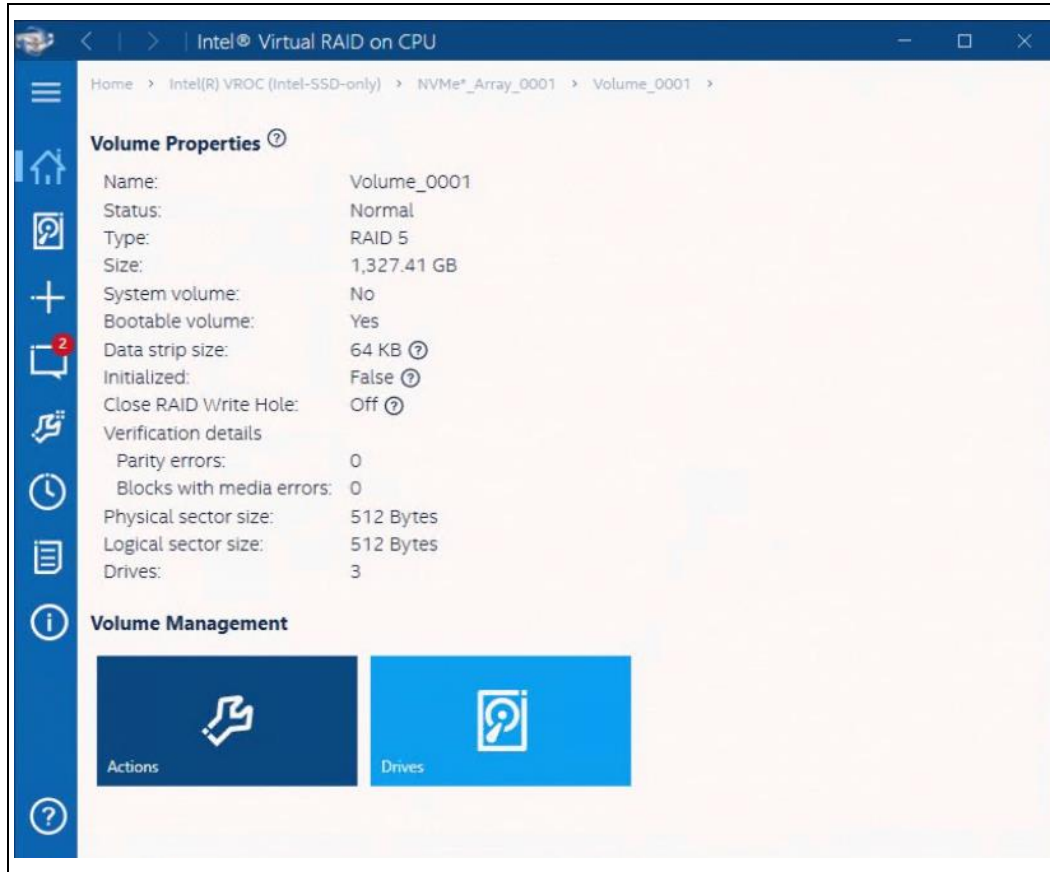 Intel® Virtual RAID on CPU
Home > Intel(R) VROC (Intel-SSD-only) > NVMe*_Array_0001 > Volume_0001 >
Volume Properties ?
Name: Volume_0001
Status: Normal
Type: RAID 5
Size: 1,327.41 GB
System volume: No
Bootable volume: Yes
Data strip size: 64 KB ?
Initialized: False ?
Close RAID Write Hole: Off ?
Verification details
Parity errors: 0
Blocks with media errors: 0
Physical sector size: 512 Bytes
Logical sector size: 512 Bytes
Drives: 3
Volume Management
Actions Drives
2